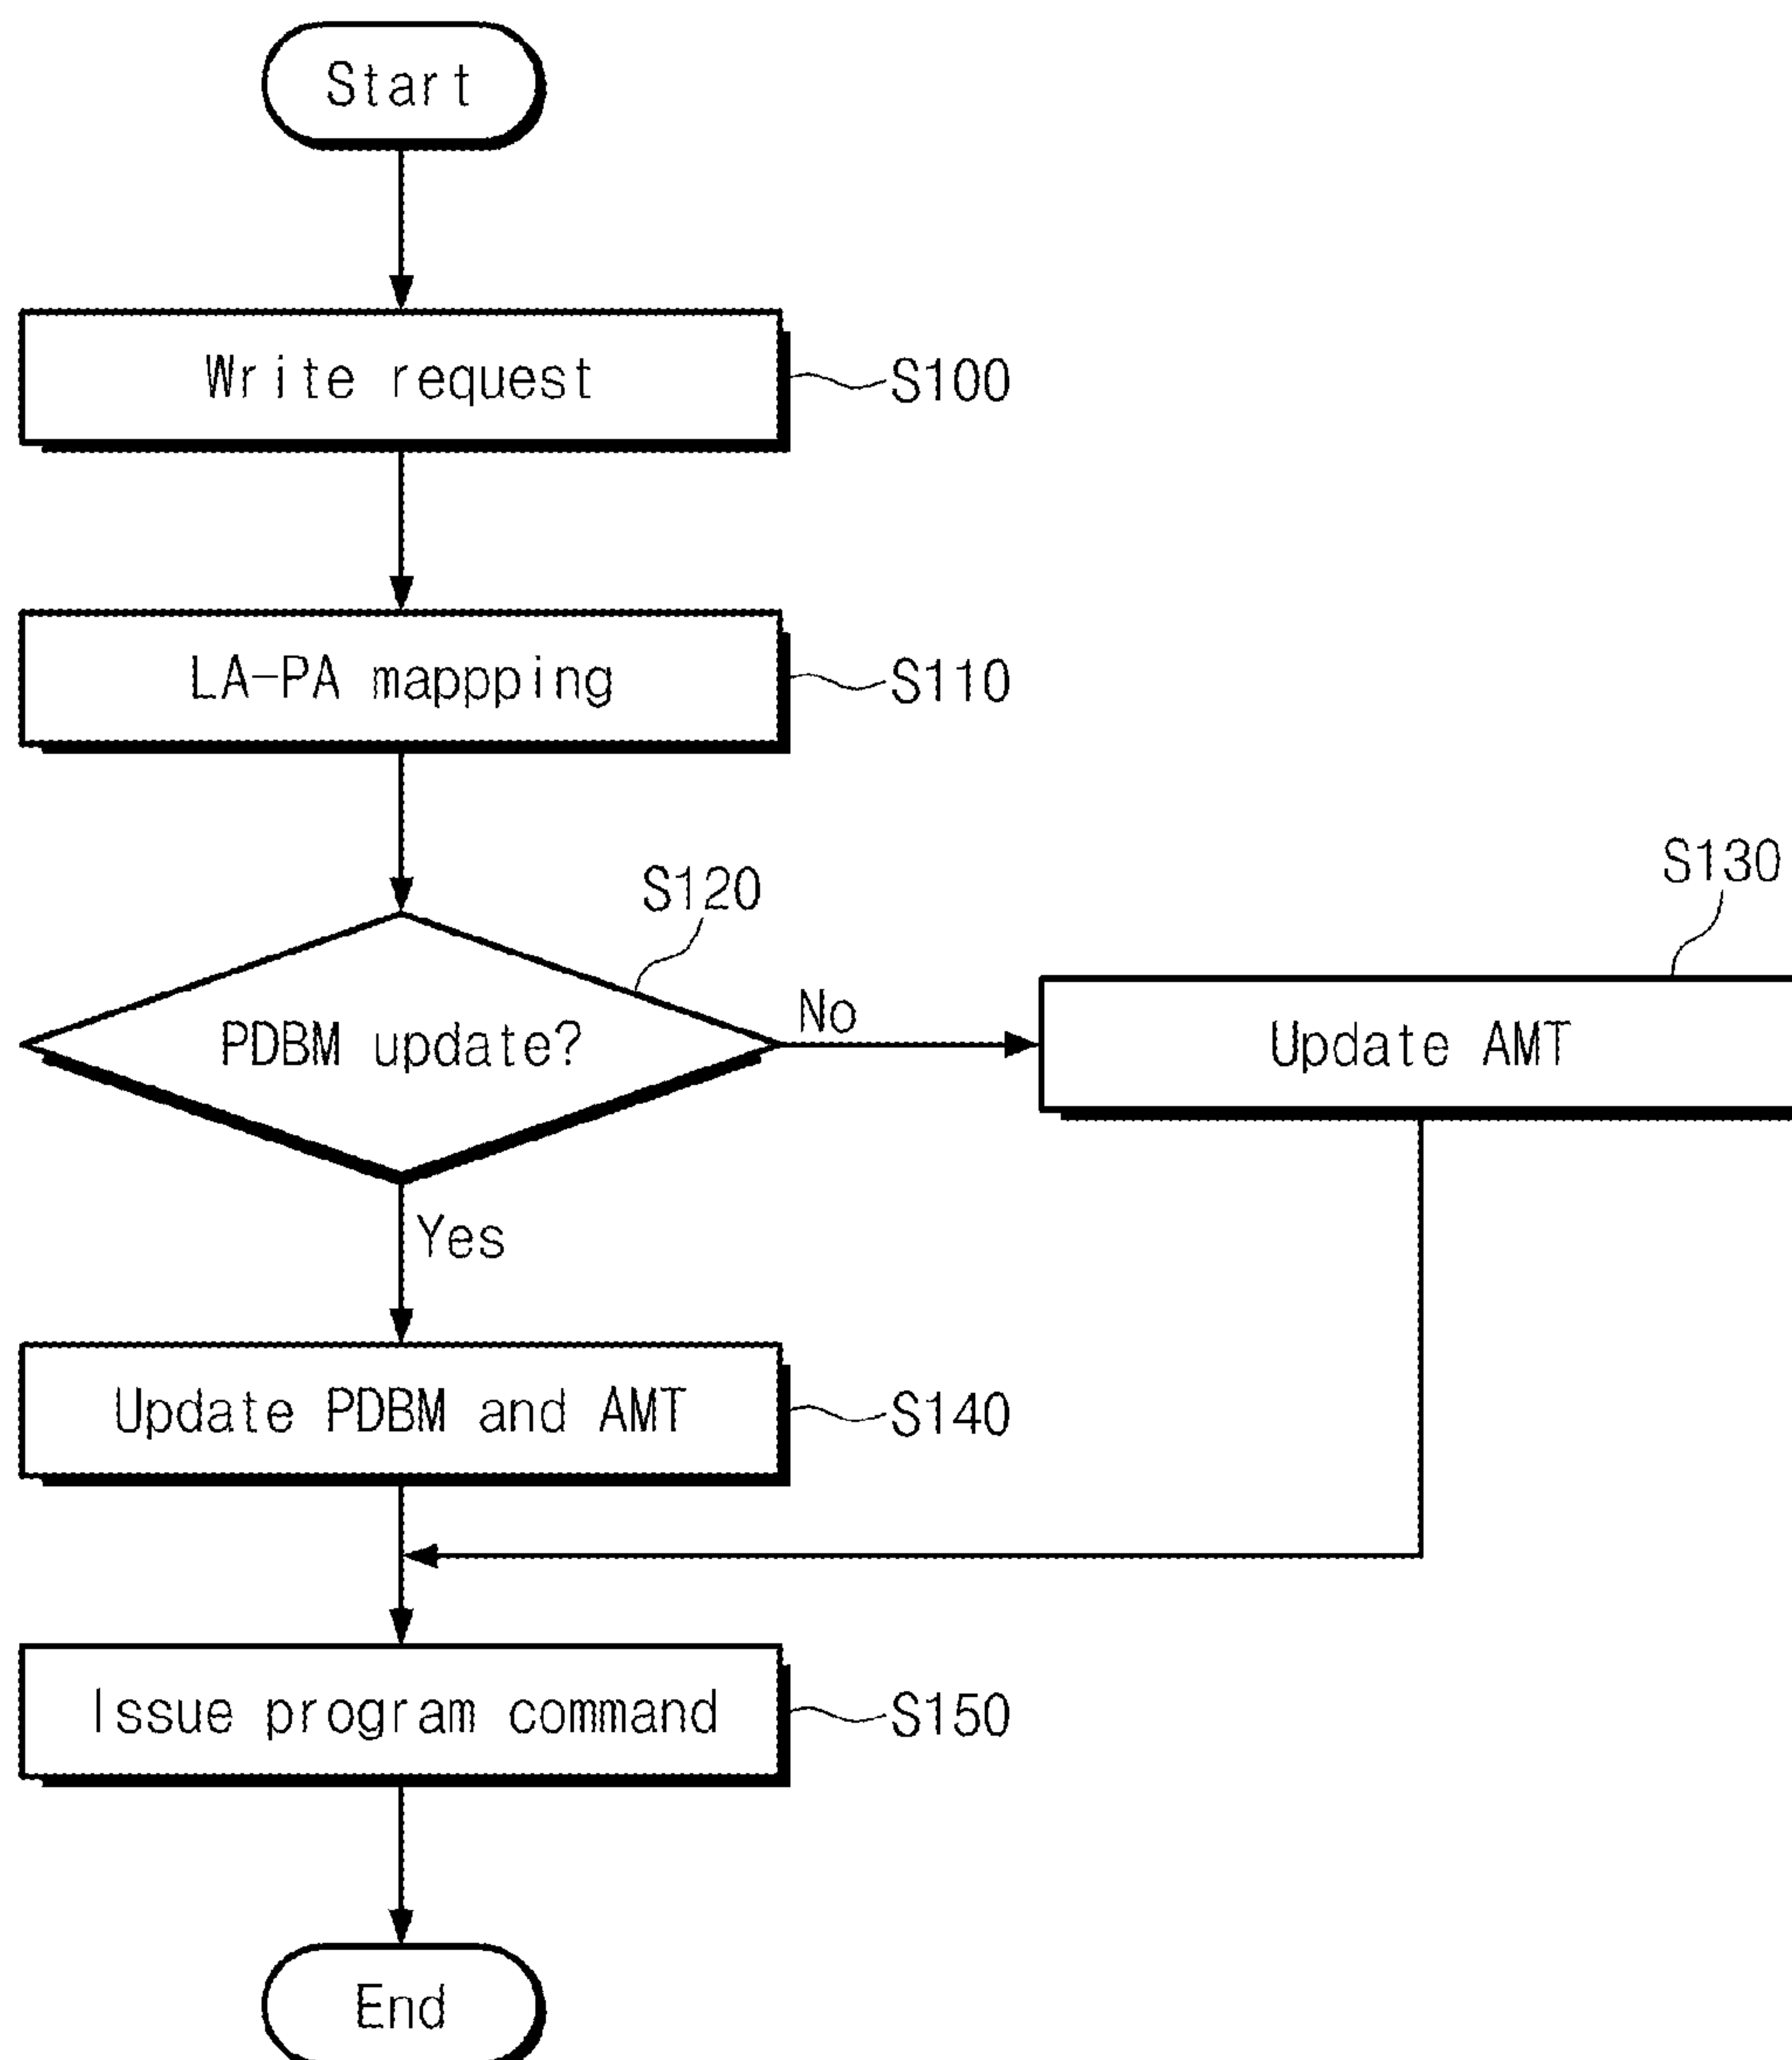 Start
Write request
S100
LA-PA mappping
S110
S120
S130
PDBM update?
No
Update AMT
Yes
Update PDBM and AMT
S140
Issue program command
S150
End